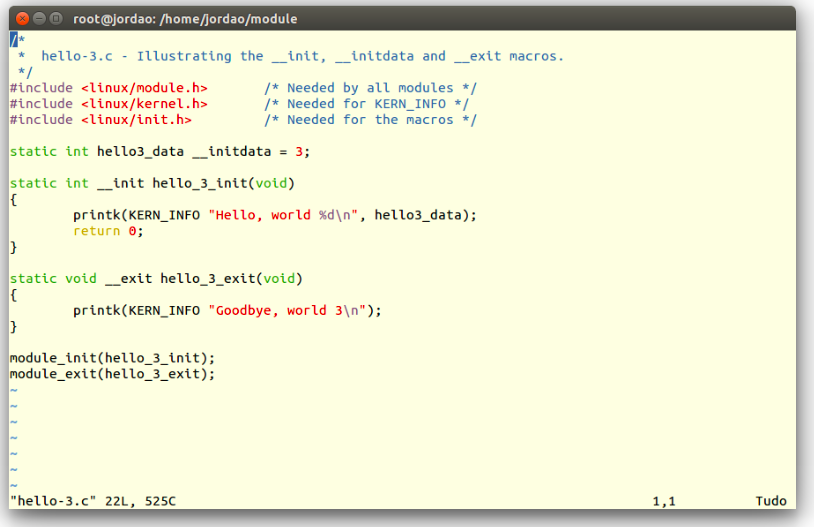 root@jordao: /home/jordao/module
/*
 *  hello-3.c - Illustrating the __init, __initdata and __exit macros.
 */
#include <linux/module.h>       /* Needed by all modules */
#include <linux/kernel.h>       /* Needed for KERN_INFO */
#include <linux/init.h>         /* Needed for the macros */

static int hello3_data __initdata = 3;

static int __init hello_3_init(void)
{
        printk(KERN_INFO "Hello, world %d\n", hello3_data);
        return 0;
}

static void __exit hello_3_exit(void)
{
        printk(KERN_INFO "Goodbye, world 3\n");
}

module_init(hello_3_init);
module_exit(hello_3_exit);
~
~
~
~
~
~
~
"hello-3.c" 22L, 525C                                            1,1          Tudo